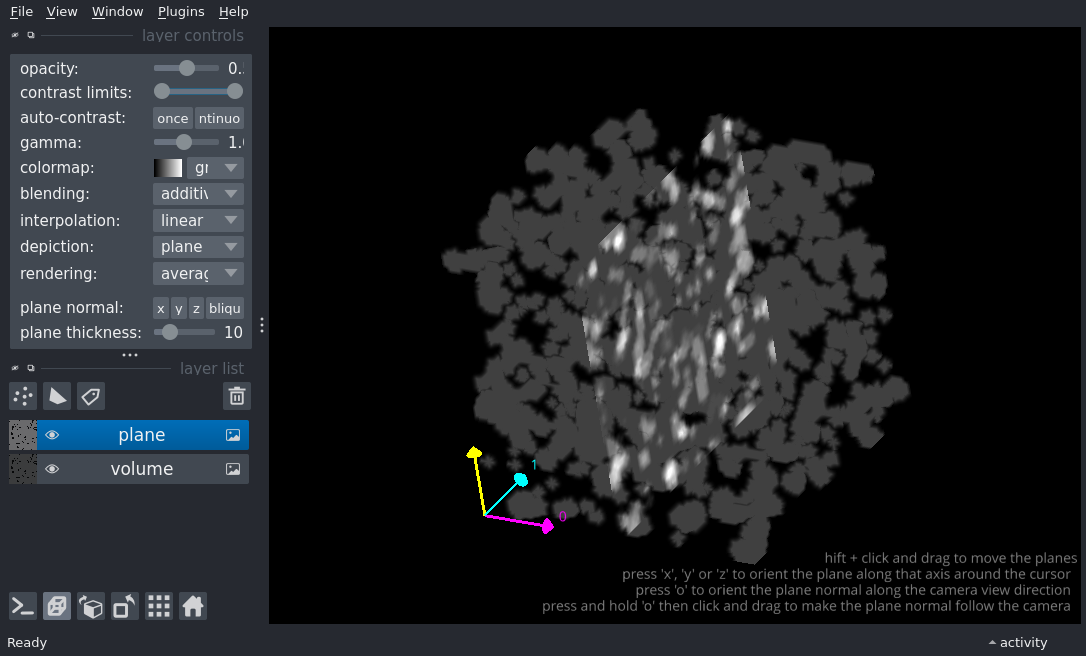 File View Window Plugins Help
layer controls
opacity: 0.
contrast limits:
auto-contrast: once ntinuo
gamma: 1.
colormap: gr
blending: additiv
interpolation: linear
depiction: plane
rendering: averag
plane normal: x y z bliqu
plane thickness: 10
layer list
plane
volume
1
0
hift + click and drag to move the planes
press 'x', 'y' or 'z' to orient the plane along that axis around the cursor
press 'o' to orient the plane normal along the camera view direction
press and hold 'o' then click and drag to make the plane normal follow the camera
Ready activity